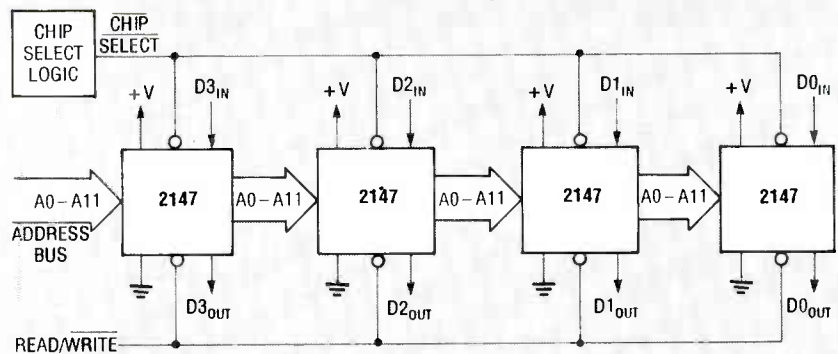 CHIP
SELECT
LOGIC
CHIP
SELECT
+V
D3IN
+V
D2IN
+V
D1IN
+V
D0IN
A0-A11
2147
A0-A11
2147
A0-A11
2147
A0-A11
2147
ADDRESS
BUS
D3OUT
D2OUT
D1OUT
D0OUT
READ/WRITE